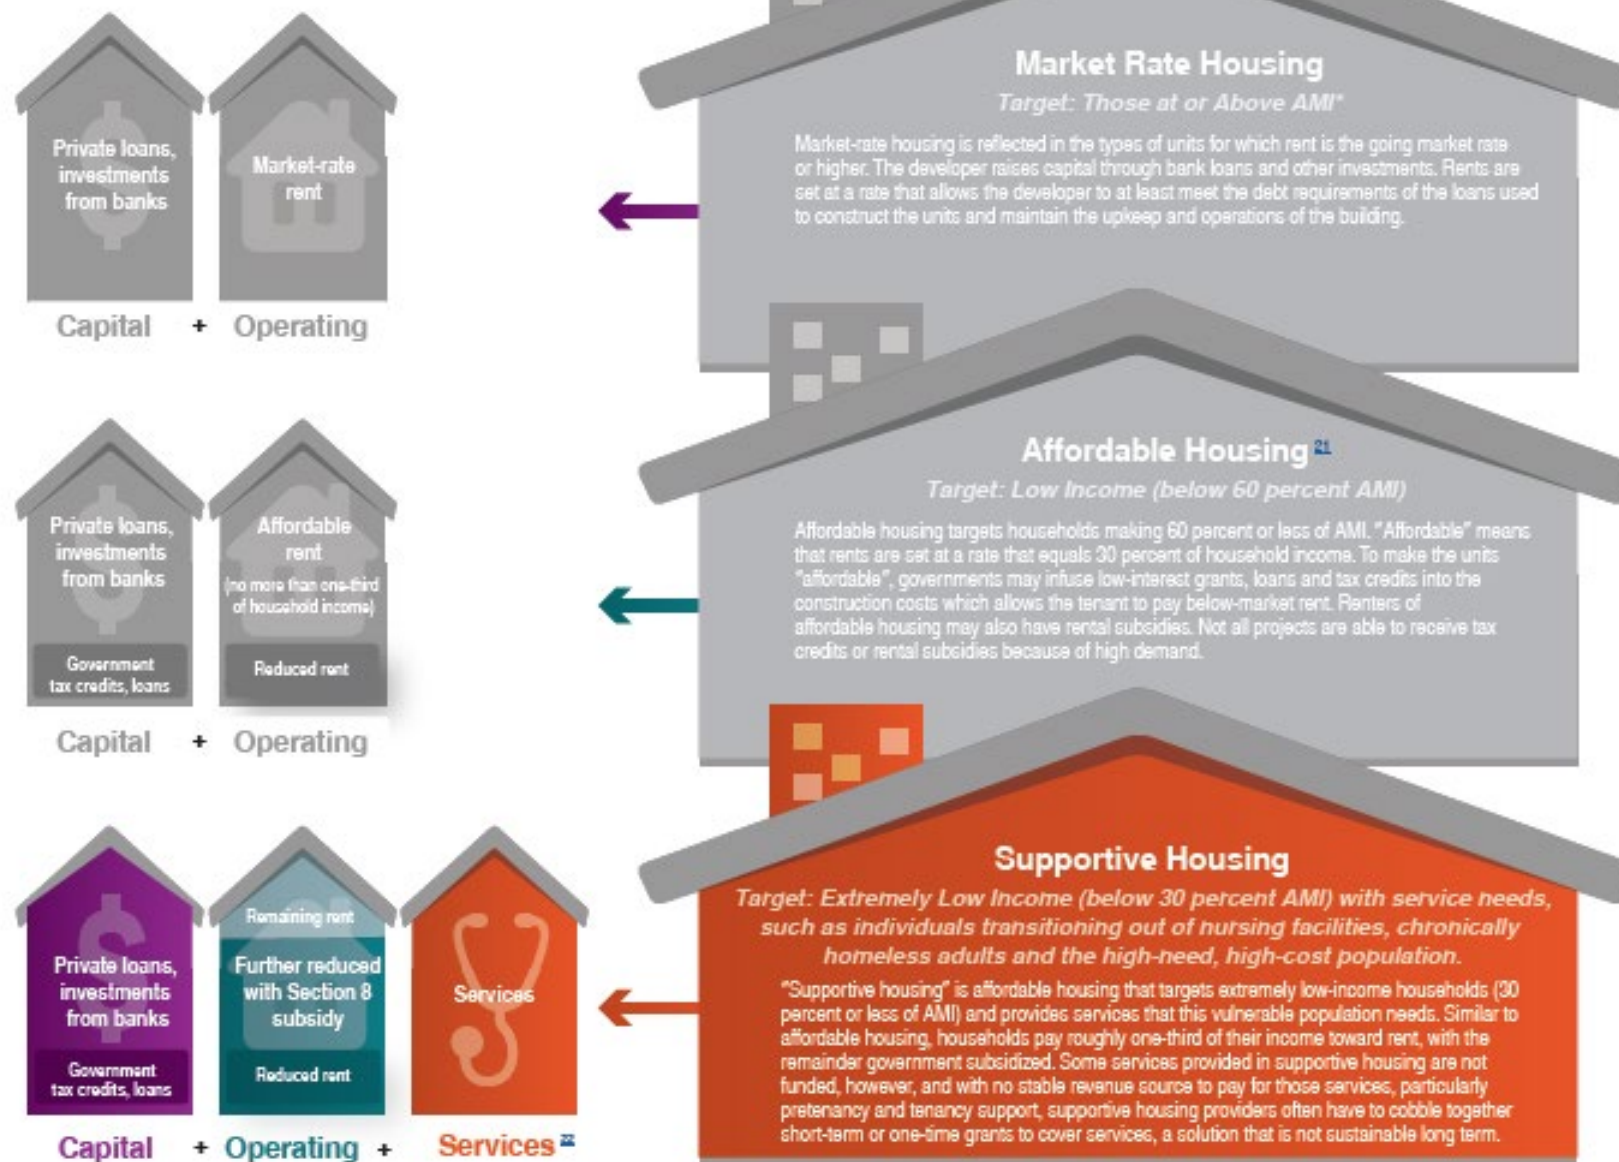 Private loans,
investments
from banks
Market-rate
rent
Capital + Operating
Market Rate Housing
Target: Those at or Above AMI*
Market-rate housing is reflected in the types of units for which rent is the going market rate
or higher. The developer raises capital through bank loans and other investments. Rents are
set at a rate that allows the developer to at least meet the debt requirements of the loans used
to construct the units and maintain the upkeep and operations of the building.
Private loans,
investments
from banks
Government
tax credits, loans
Affordable
rent
(no more than one-third
of household income)
Reduced rent
Capital + Operating
Affordable Housing 21
Target: Low Income (below 60 percent AMI)
Affordable housing targets households making 60 percent or less of AMI. "Affordable" means
that rents are set at a rate that equals 30 percent of household income. To make the units
"affordable", governments may infuse low-interest grants, loans and tax credits into the
construction costs which allows the tenant to pay below-market rent. Renters of
affordable housing may also have rental subsidies. Not all projects are able to receive tax
credits or rental subsidies because of high demand.
Private loans,
investments
from banks
Government
tax credits, loans
Remaining rent
Further reduced
with Section 8
subsidy
Reduced rent
Services
Capital + Operating + Services 22
Supportive Housing
Target: Extremely Low Income (below 30 percent AMI) with service needs,
such as individuals transitioning out of nursing facilities, chronically
homeless adults and the high-need, high-cost population.
"Supportive housing" is affordable housing that targets extremely low-income households (30
percent or less of AMI) and provides services that this vulnerable population needs. Similar to
affordable housing, households pay roughly one-third of their income toward rent, with the
remainder government subsidized. Some services provided in supportive housing are not
funded, however, and with no stable revenue source to pay for those services, particularly
pretenancy and tenancy support, supportive housing providers often have to cobble together
short-term or one-time grants to cover services, a solution that is not sustainable long term.